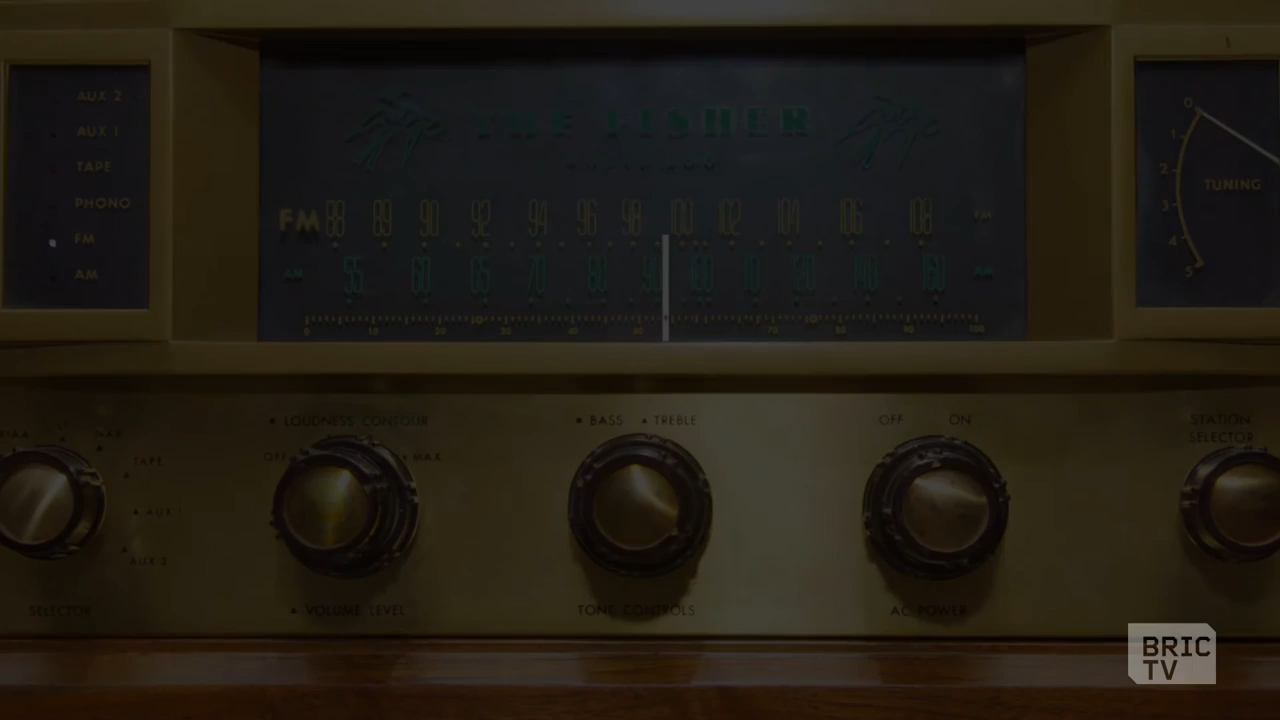 AUX 2
AUX 1
TAPE
PHONO
FM
AM
THE FISHER
FM 88 89 90 92 94 96 98 100 102 104 106 108 FM
AM 55 60 65 70 80 90 100 110 120 140 160 AM
0 10 20 30 40 50 70 80 90 100
0
1
2
3
4
5
TUNING
NAB
TAPE
AUX 1
AUX 2
SELECTOR
LOUDNESS CONTOUR
OFF MAX
VOLUME LEVEL
BASS TREBLE
TONE CONTROLS
OFF ON
AC POWER
STATION
SELECTOR
BRIC
TV